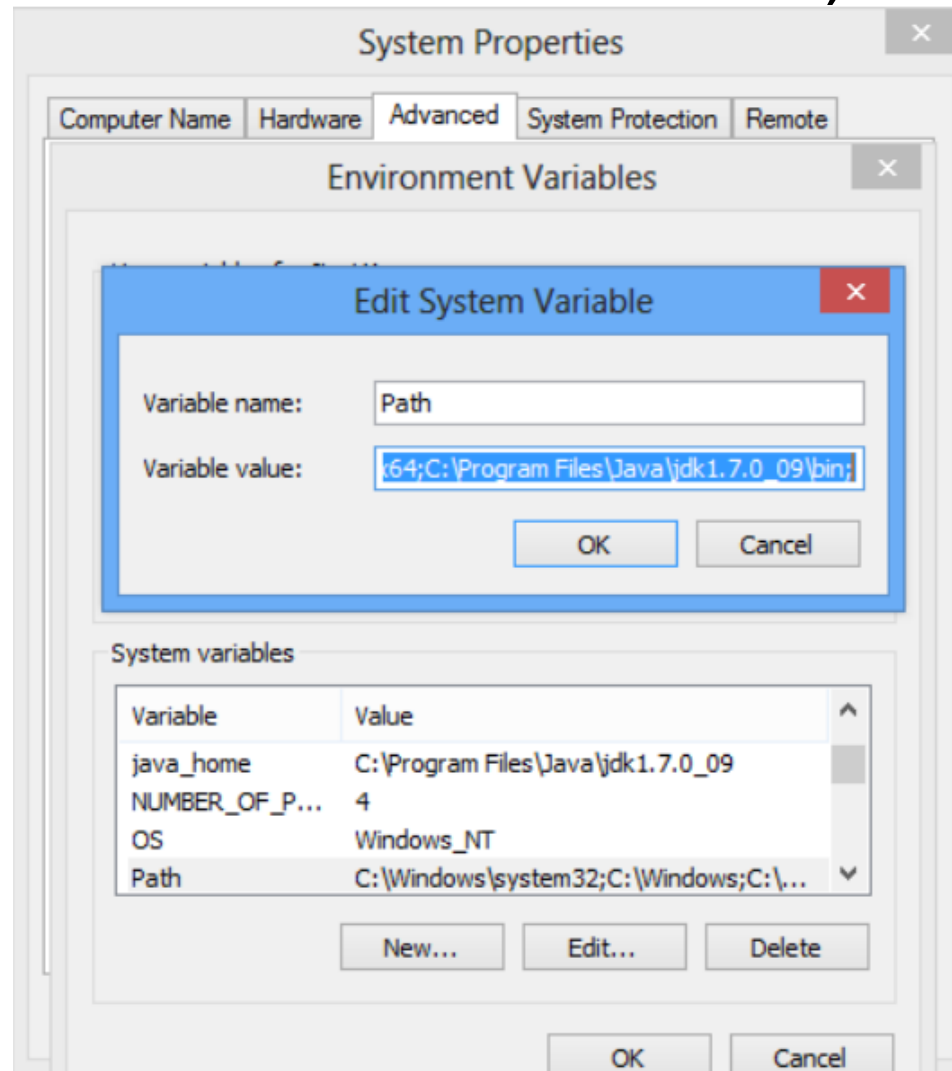 System Properties
Computer Name Hardware Advanced System Protection Remote
Environment Variables
Edit System Variable
Variable name: Path
Variable value: x64;C:\Program Files\Java\jdk1.7.0_09\bin;
OK Cancel
System variables
Variable Value
java_home C:\Program Files\Java\jdk1.7.0_09
NUMBER_OF_P... 4
OS Windows_NT
Path C:\Windows\system32;C:\Windows;C:\...
New... Edit... Delete
OK Cancel